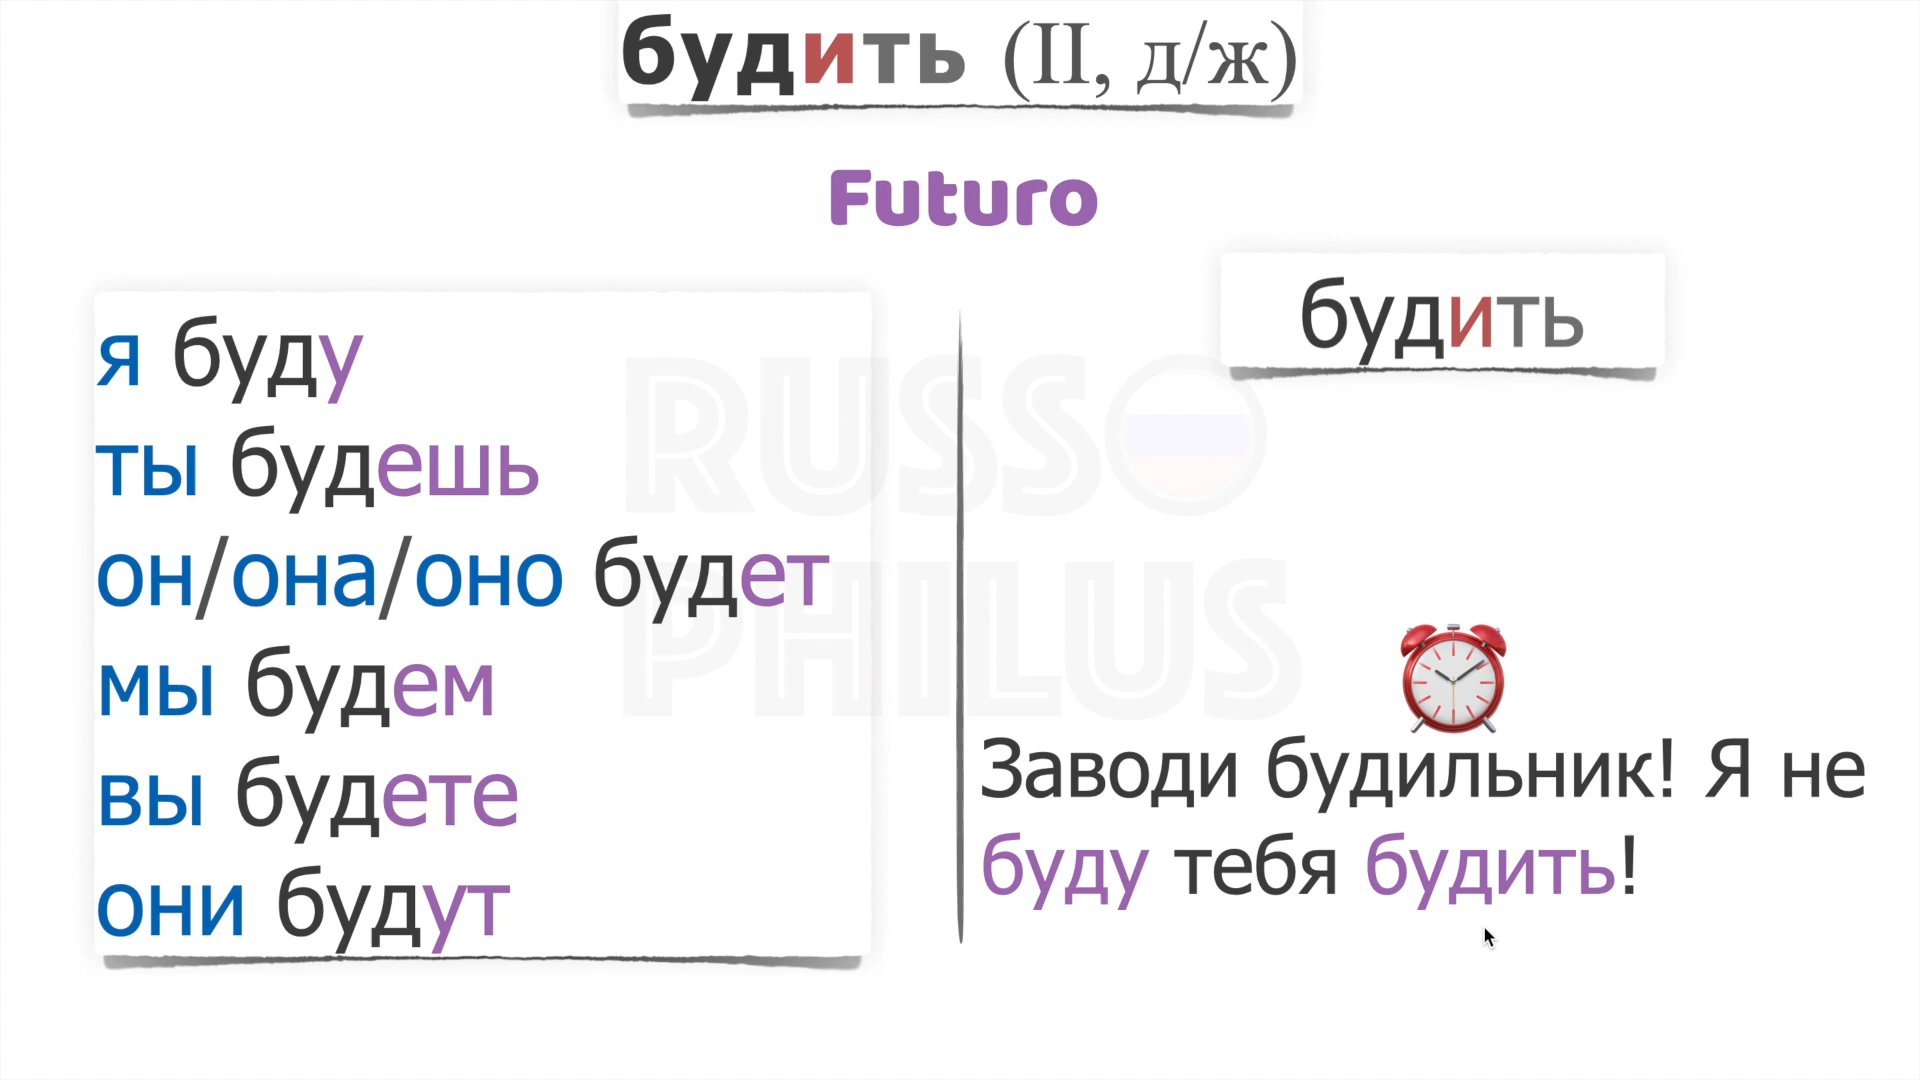 будить (II, д/ж)
Futuro
я буду
ты будешь
он/она/оно будет
мы будем
вы будете
они будут
будить
Заводи будильник! Я не
буду тебя будить!
RUSSO
PHILUS